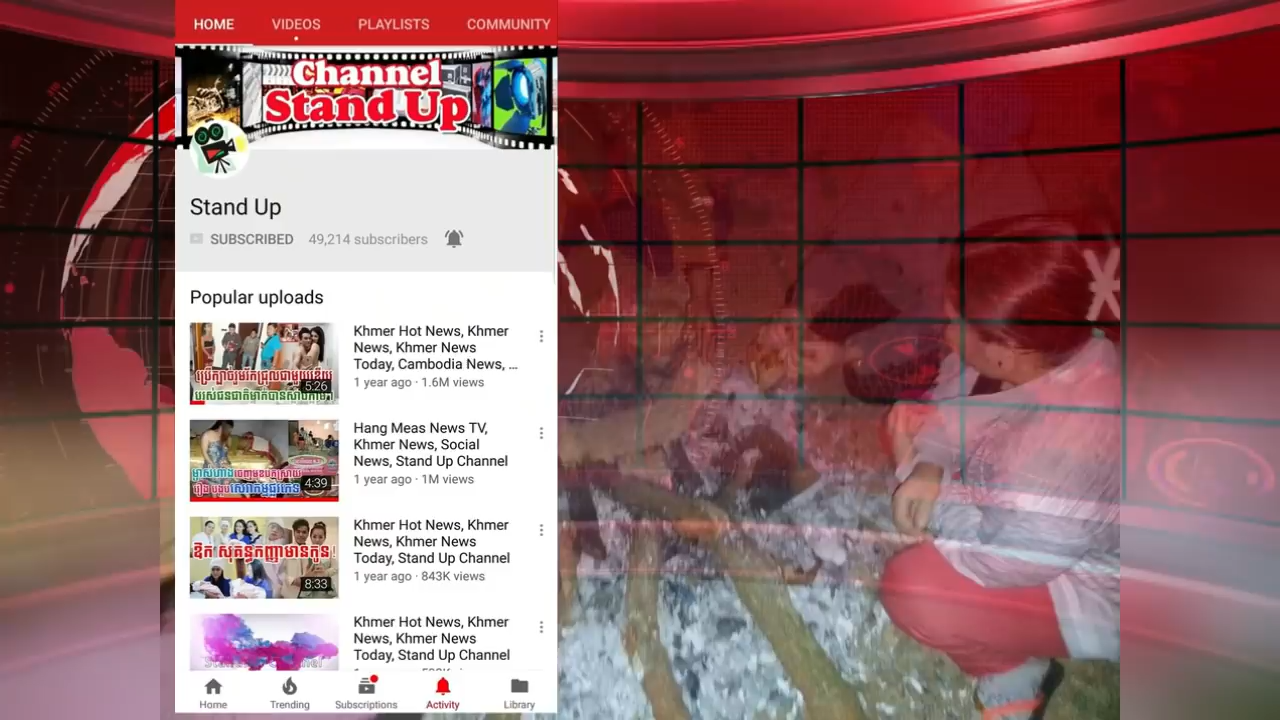 HOME VIDEOS PLAYLISTS COMMUNITY
Channel
Stand Up
Stand Up
SUBSCRIBED 49,214 subscribers
Popular uploads
Khmer Hot News, Khmer
News, Khmer News
Today, Cambodia News, ...
1 year ago · 1.6M views
5:26
Hang Meas News TV,
Khmer News, Social
News, Stand Up Channel
1 year ago · 1M views
4:39
Khmer Hot News, Khmer
News, Khmer News
Today, Stand Up Channel
1 year ago · 843K views
8:33
Khmer Hot News, Khmer
News, Khmer News
Today, Stand Up Channel
Home Trending Subscriptions Activity Library